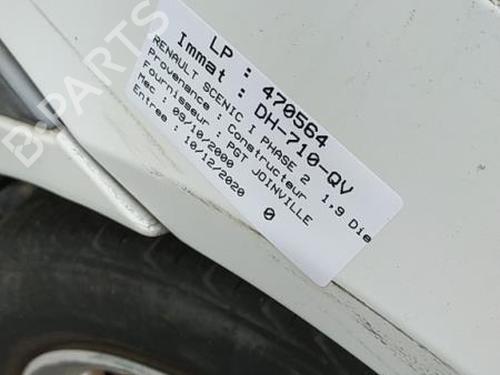 LP : 470564
Immat : DH-710-QV
RENAULT SCENIC I PHASE 2 1.9 Die
Provenance : Constructeur
Fournisseur : PGT JOINVILLE
Mec : 09/10/2000
Entree : 10/12/2020 0
B-PARTS